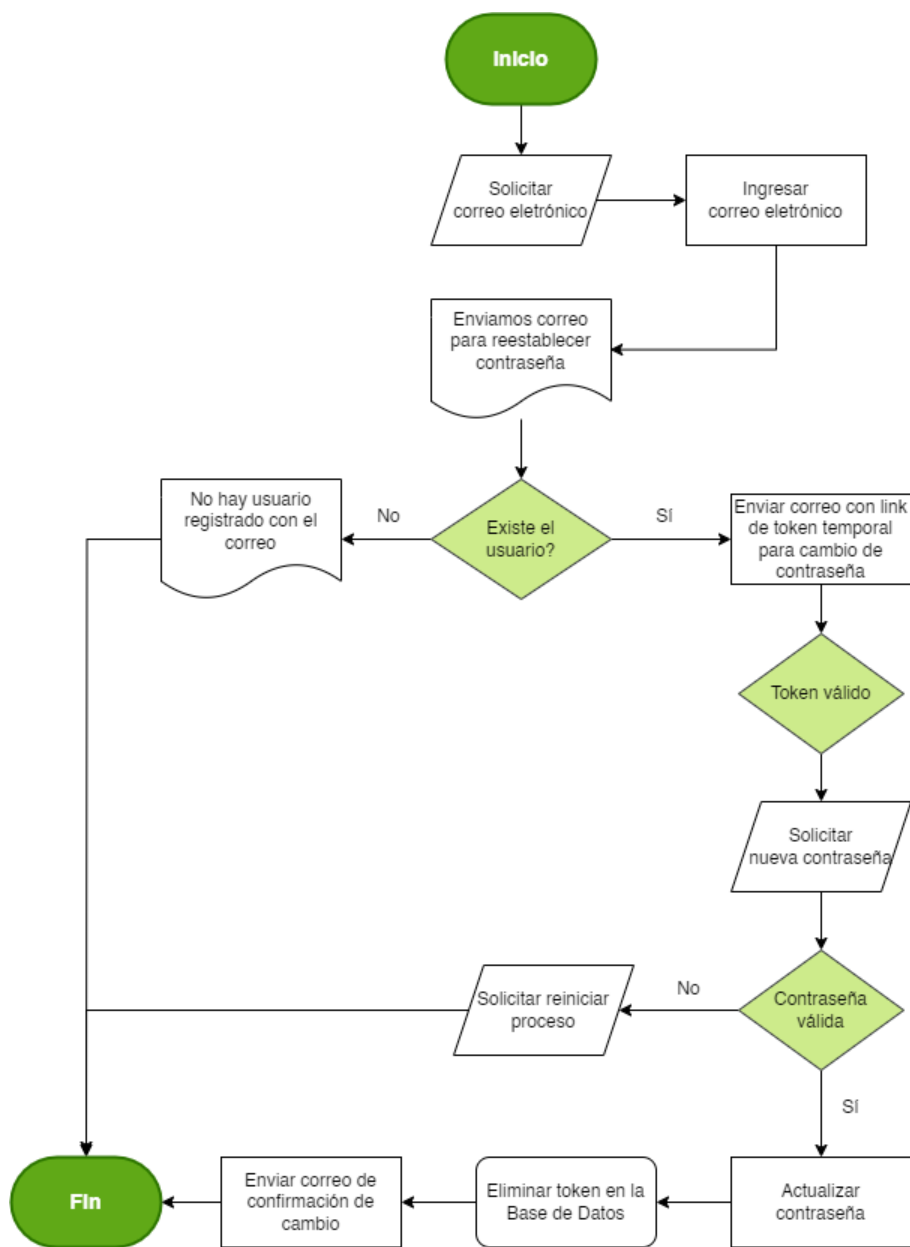 Inicio
Solicitar
correo eletrónico
Ingresar
correo eletrónico
Enviamos correo
para reestablecer
contraseña
No hay usuario
registrado con el
correo
No
Existe el
usuario?
Sí
Enviar correo con link
de token temporal
para cambio de
contraseña
Token válido
Solicitar
nueva contraseña
Solicitar reiniciar
proceso
No
Contraseña
válida
Sí
Fin
Enviar correo de
confirmación de
cambio
Eliminar token en la
Base de Datos
Actualizar
contraseña